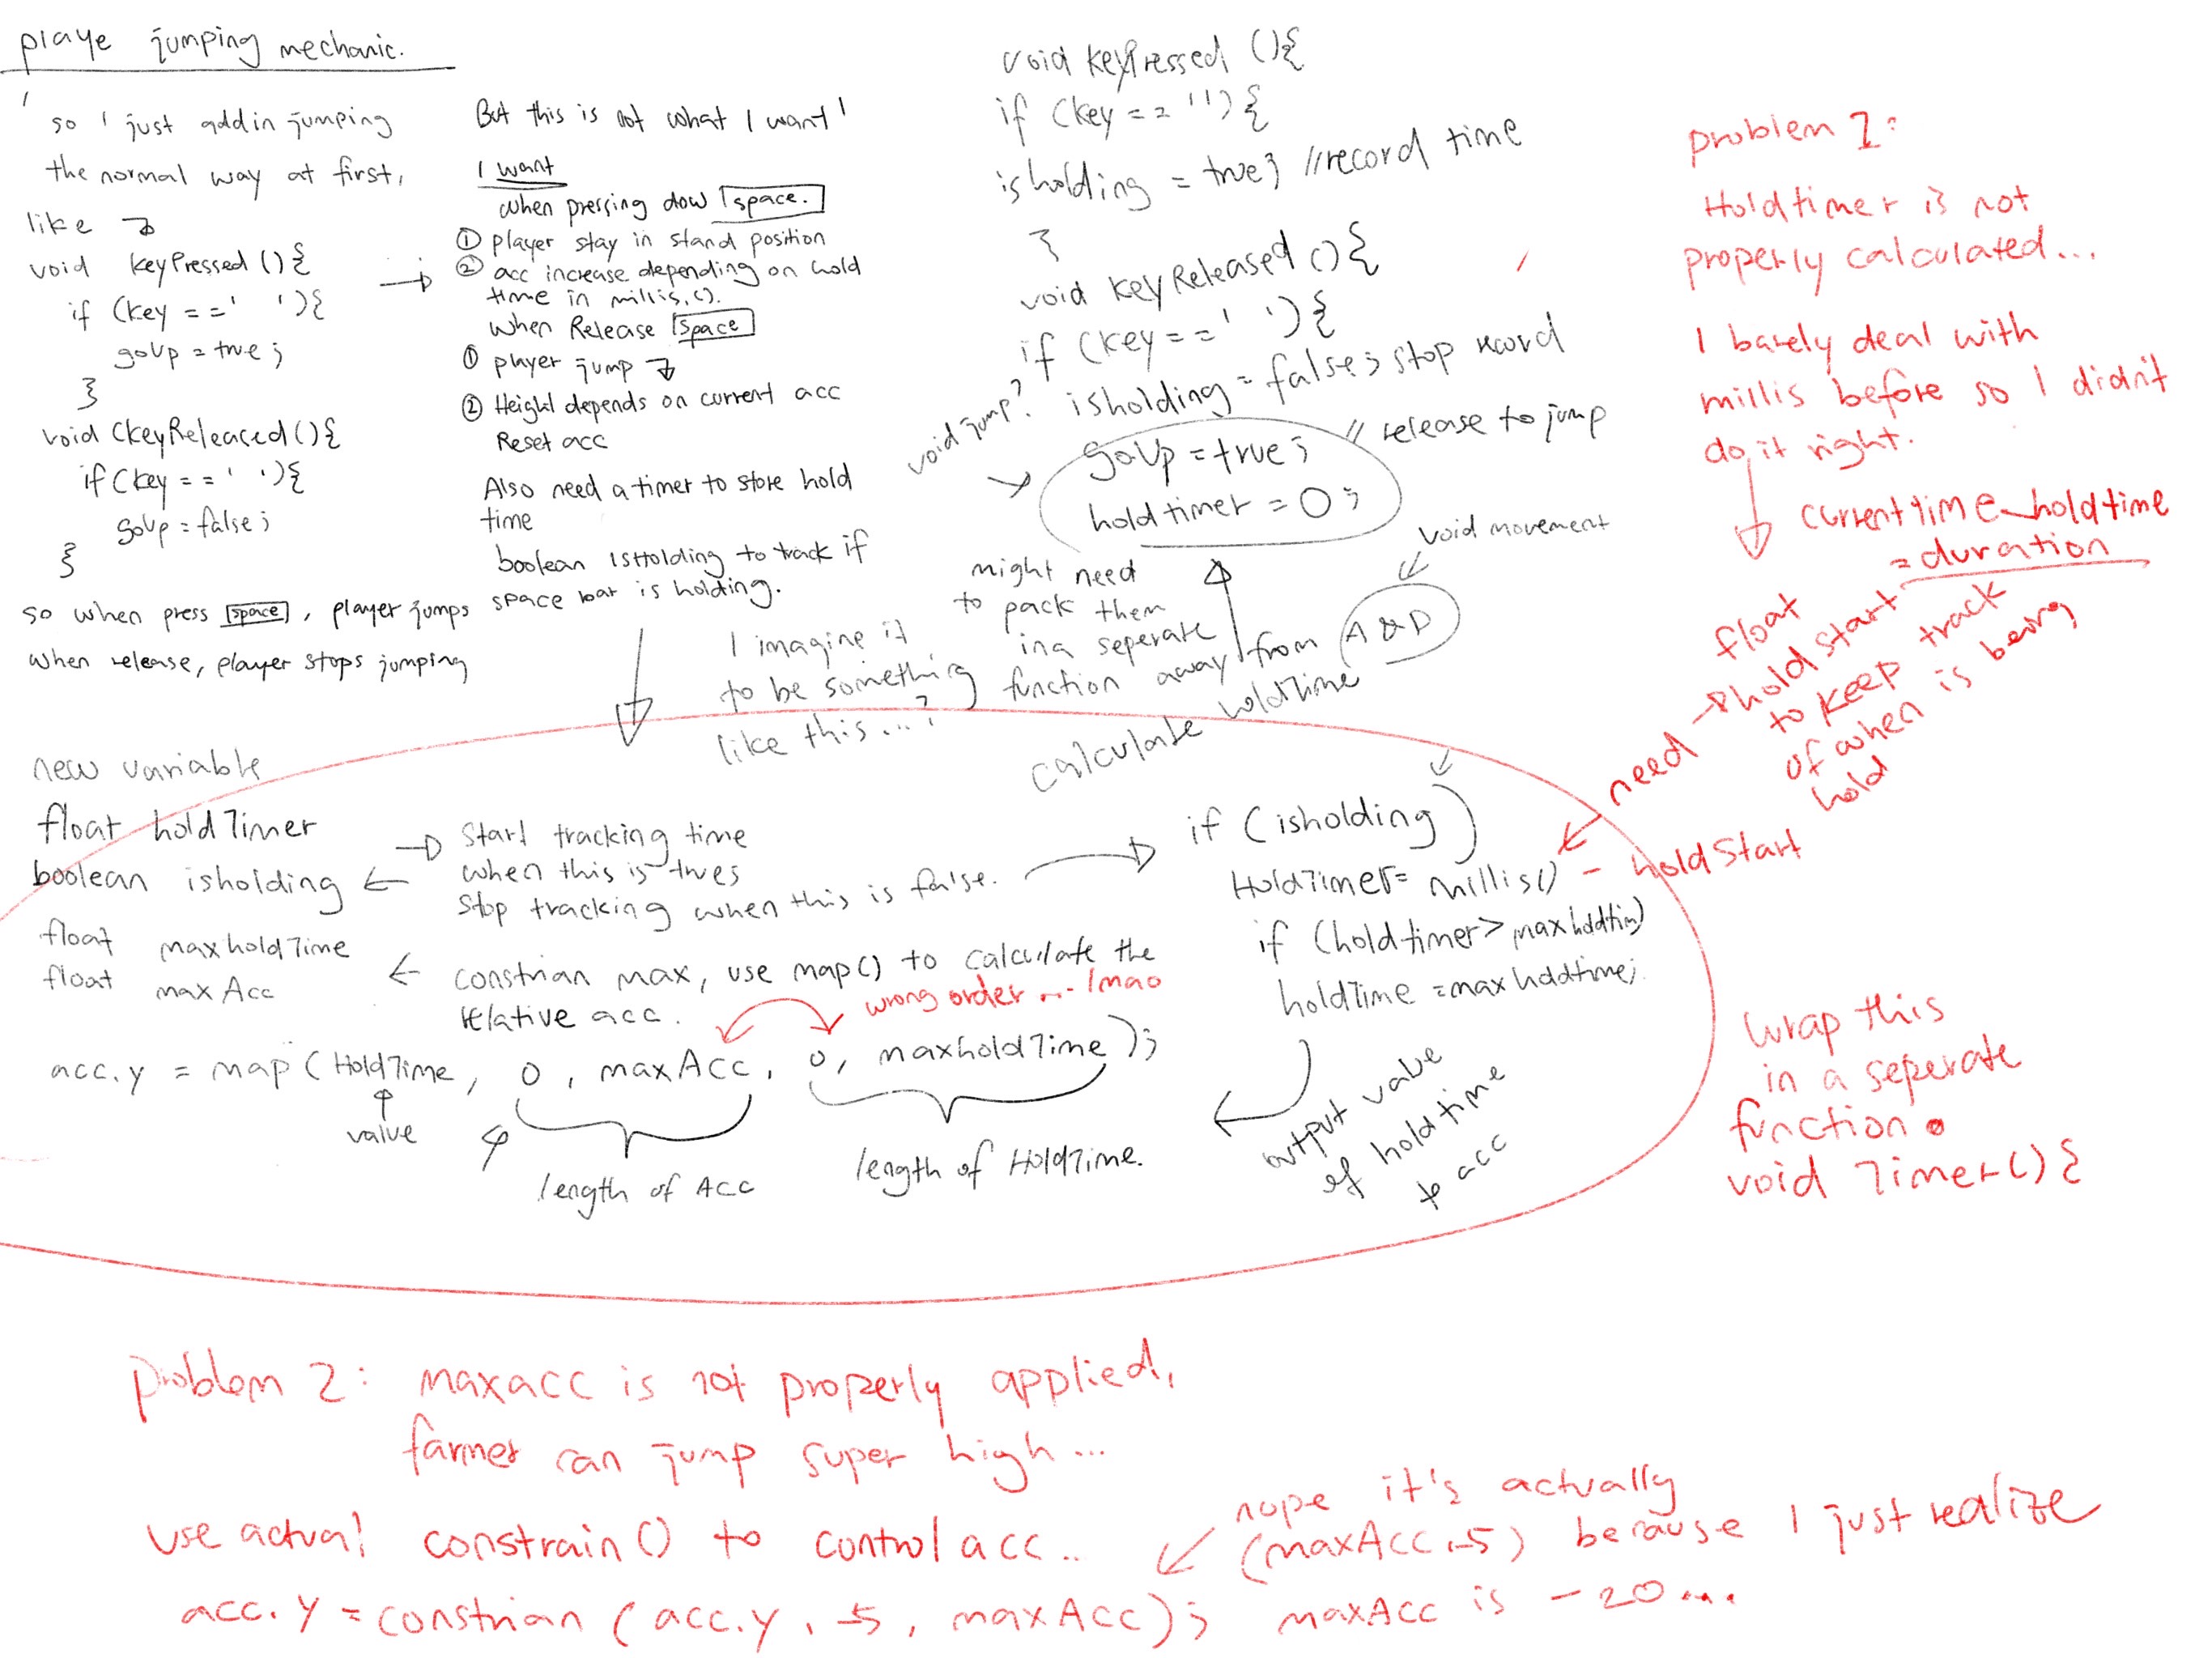 playe jumping mechanic.
so I just addin jumping
the normal way at first,
like
void keyPressed (){
if (key ==' '){
goUp = true;
}
void CkeyReleased(){
if(key ==' '){
goUp = false;
}
so when press space, player jumps
when release, player stops jumping
But this is not what I want!
I want
when pressing dow space.
① player stay in stand position
② acc increase depending on hold
time in millis.().
when Release space
① player jump
② Height depends on current acc
Reset acc
Also need a timer to store hold
time
boolean IsHolding to track if
space bar is holding.
I imagine it
to be something
like this...?
void keyPressed (){
if (key == ' '){
isholding = true; //record time
}
void keyReleased(){
if (key==' '){
isholding = false; stop record
void jump?
goUp = true; // release to jump
holdtimer = 0;
might need
to pack them
in a seperate
function away from A & D
void movement
calculate holdTime
new variable
float holdTimer
boolean isholding
Start tracking time
when this is trues
Stop tracking when this is false.
float maxholdTime
float maxAcc
constrian max, use map() to calculate the
relative acc.
wrong order ... lmao
acc.y = map (HoldTime, 0, maxAcc, 0, maxholdTime);
value
length of Acc
length of HoldTime.
if (isholding)
HoldTimer= millis() - holdStart
if (holdtimer> maxholdtim)
holdTime =maxholdtime;
output value
of holdtime
to acc
problem 1:
Holdtimer is not
properly calculated...
I barely deal with
millis before so I didn't
do it right.
currenttime - holdtime
= duration
need
float
holdstart
to keep track
of when is being
hold
wrap this
in a seperate
function.
void Timer(){
problem 2: maxacc is not properly applied,
farmer can jump super high...
use actual constrain() to control acc..
acc.y = constrian (acc.y, -5, maxAcc);
nope it's actually
(maxAcc,-5) because I just realize
maxAcc is -20...